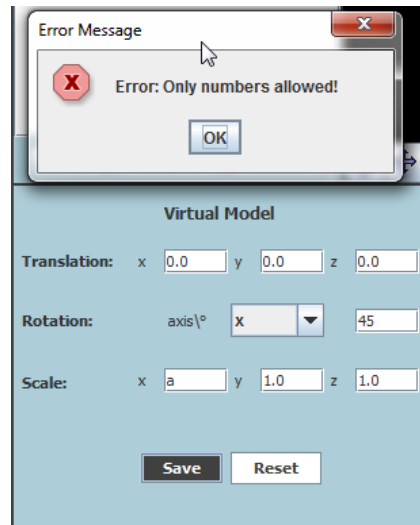 Error Message
x
X
Error: Only numbers allowed!
OK
Virtual Model
Translation: x 0.0 y 0.0 z 0.0
Rotation: axis\° x 45
Scale: x a y 1.0 z 1.0
Save Reset